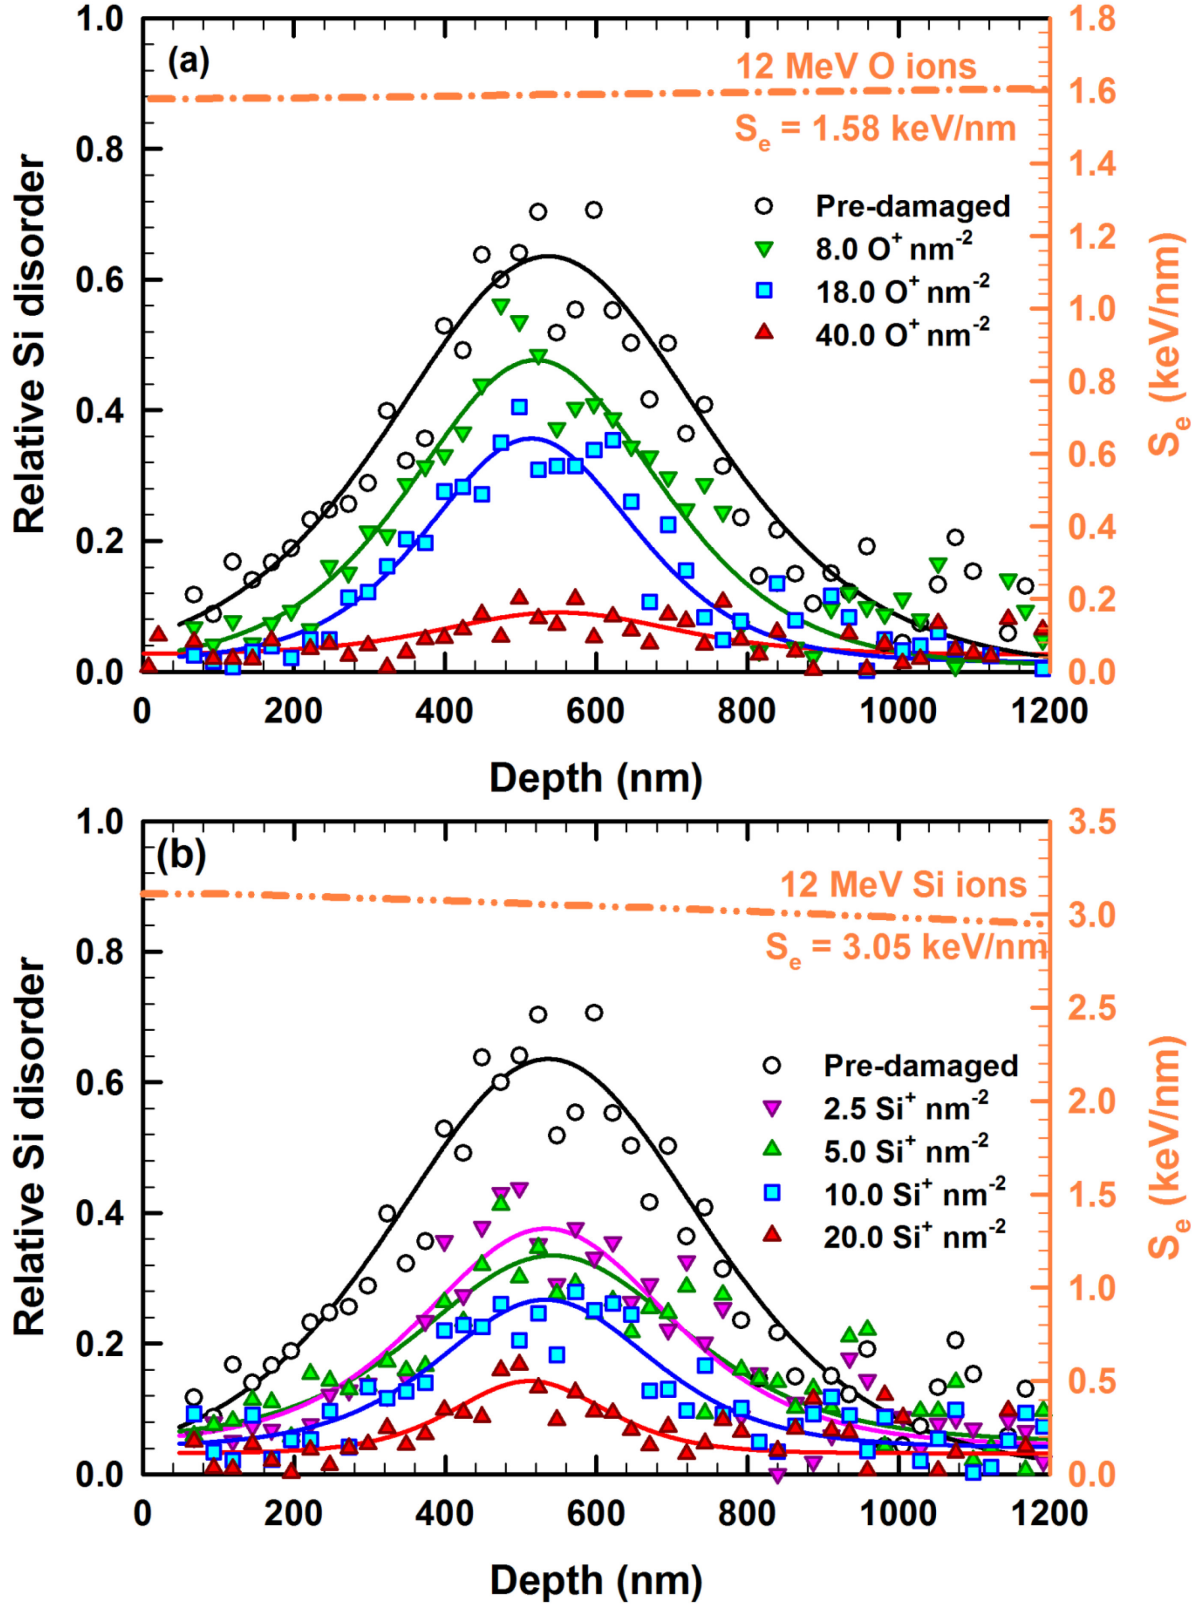 (a)
12 MeV O ions
Sₑ = 1.58 keV/nm
Pre-damaged
8.0 O⁺ nm⁻²
18.0 O⁺ nm⁻²
40.0 O⁺ nm⁻²
Relative Si disorder
1.0
0.8
0.6
0.4
0.2
0.0
Sₑ (keV/nm)
1.8
1.6
1.4
1.2
1.0
0.8
0.6
0.4
0.2
0.0
0 200 400 600 800 1000 1200
Depth (nm)
(b)
12 MeV Si ions
Sₑ = 3.05 keV/nm
Pre-damaged
2.5 Si⁺ nm⁻²
5.0 Si⁺ nm⁻²
10.0 Si⁺ nm⁻²
20.0 Si⁺ nm⁻²
Relative Si disorder
1.0
0.8
0.6
0.4
0.2
0.0
Sₑ (keV/nm)
3.5
3.0
2.5
2.0
1.5
1.0
0.5
0.0
0 200 400 600 800 1000 1200
Depth (nm)